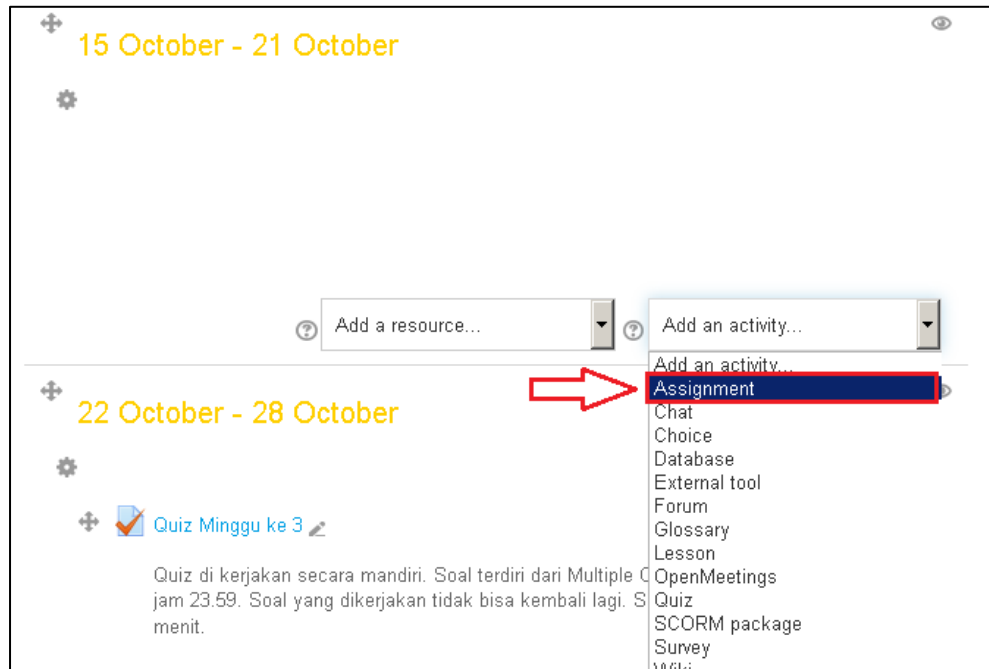 15 October - 21 October
Add a resource...
Add an activity...
Add an activity...
Assignment
22 October - 28 October
Chat
Choice
Database
External tool
Forum
Glossary
Lesson
OpenMeetings
Quiz
SCORM package
Survey
Wiki
Quiz Minggu ke 3
Quiz di kerjakan secara mandiri. Soal terdiri dari Multiple
jam 23.59. Soal yang dikerjakan tidak bisa kembali lagi. S
menit.